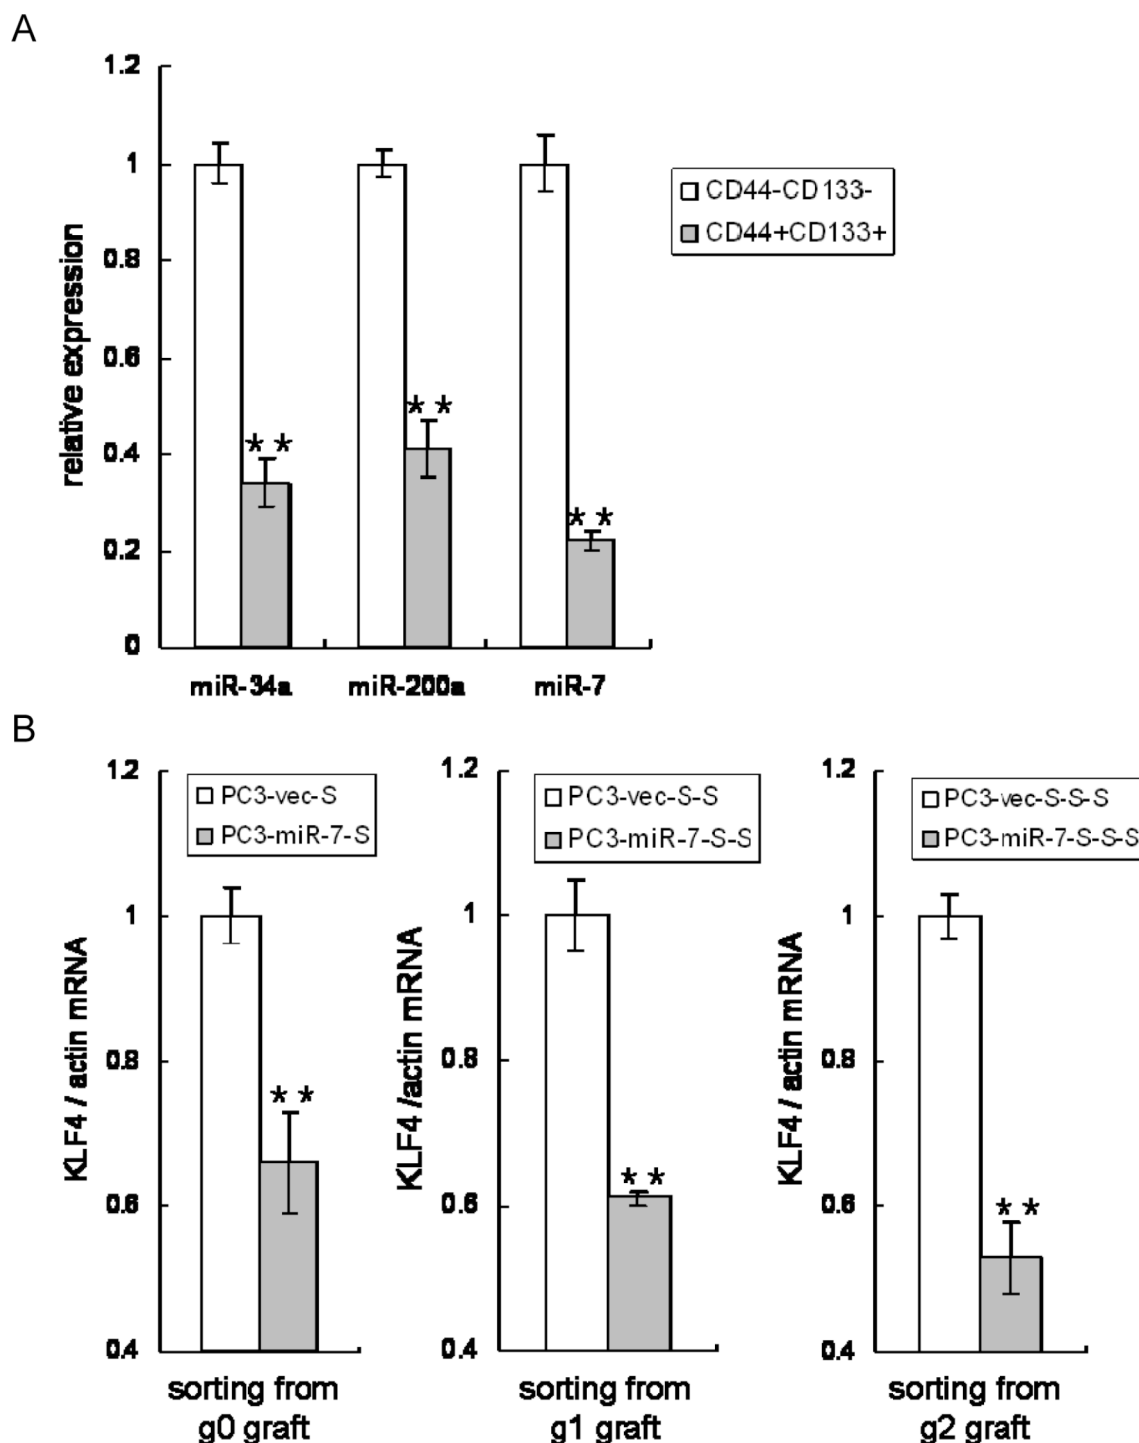 A
1.2
1
0.8
0.6
0.4
0.2
0
relative expression
CD44-CD133-
CD44+CD133+
** ** **
miR-34a miR-200a miR-7
B
1.2
1
0.8
0.6
0.4
KLF4 / actin mRNA
PC3-vec-S
PC3-miR-7-S
**
sorting from
g0 graft
1.2
1
0.8
0.6
0.4
KLF4 /actin mRNA
PC3-vec-S-S
PC3-miR-7-S-S
**
sorting from
g1 graft
1.2
1
0.8
0.6
0.4
KLF4 / actin mRNA
PC3-vec-S-S-S
PC3-miR-7-S-S-S
**
sorting from
g2 graft